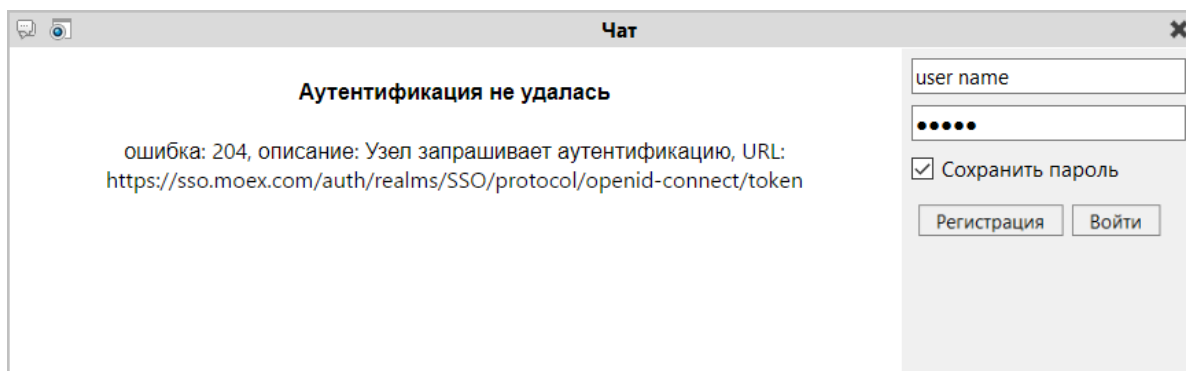 Чат
Аутентификация не удалась
ошибка: 204, описание: Узел запрашивает аутентификацию, URL:
https://sso.moex.com/auth/realms/SSO/protocol/openid-connect/token
user name
•••••
Сохранить пароль
Регистрация Войти